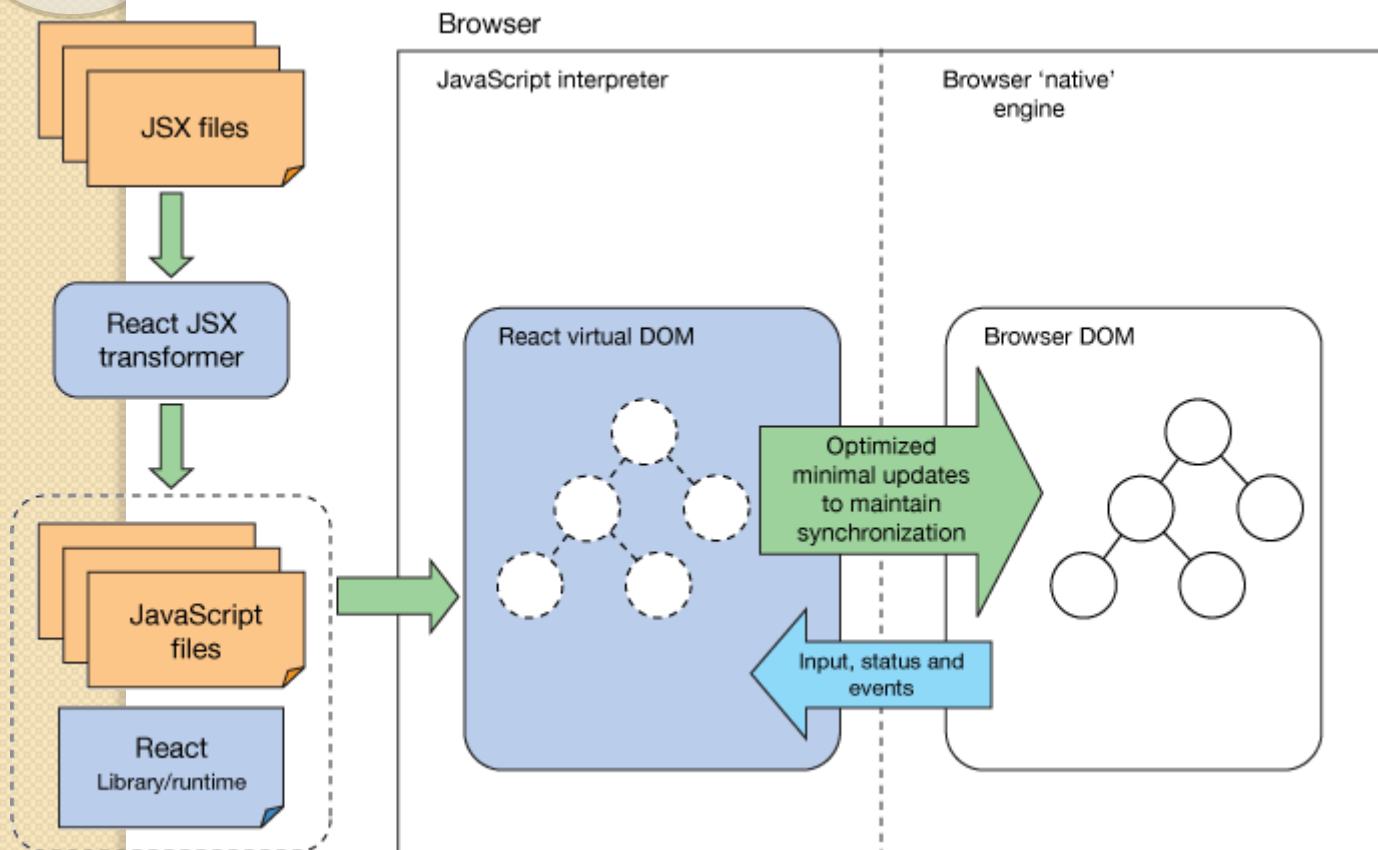 Browser
JSX files
JavaScript interpreter
Browser ‘native’
engine
React JSX
transformer
React virtual DOM
Browser DOM
Optimized
minimal updates
to maintain
synchronization
JavaScript
files
Input, status and
events
React
Library/runtime